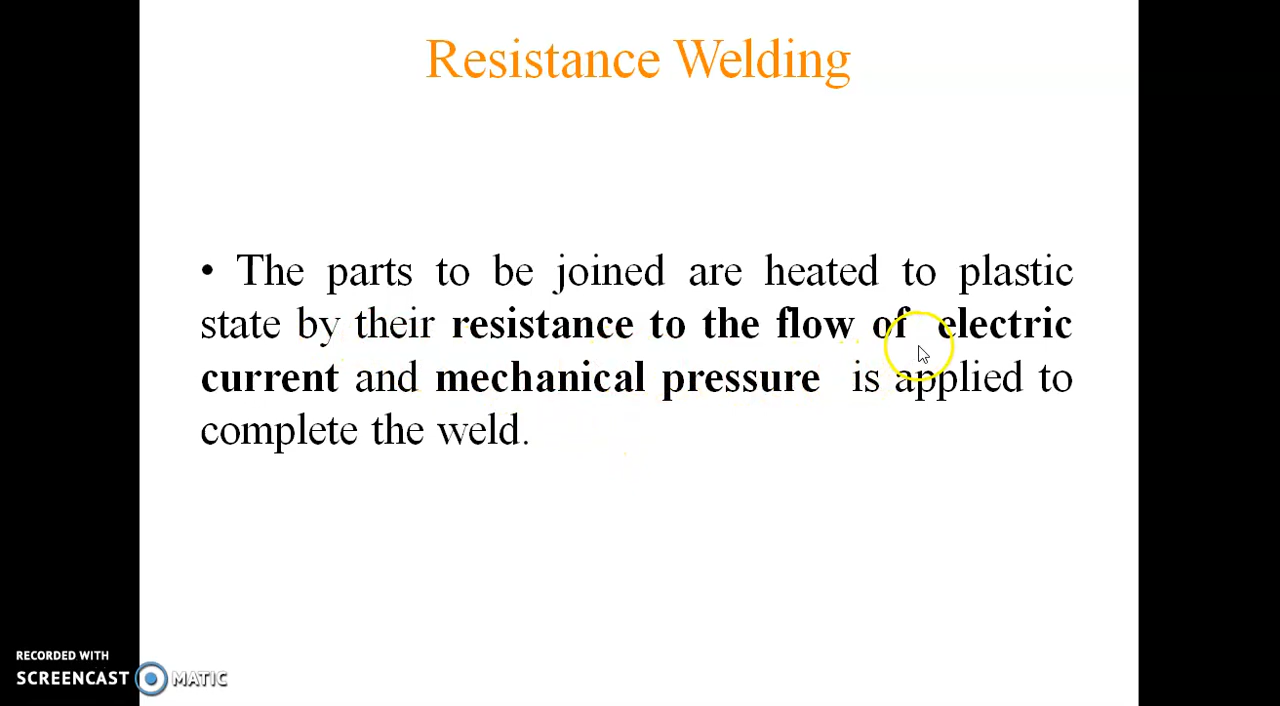 Resistance Welding
• The parts to be joined are heated to plastic
state by their resistance to the flow of electric
current and mechanical pressure is applied to
complete the weld.
RECORDED WITH
SCREENCAST MATIC